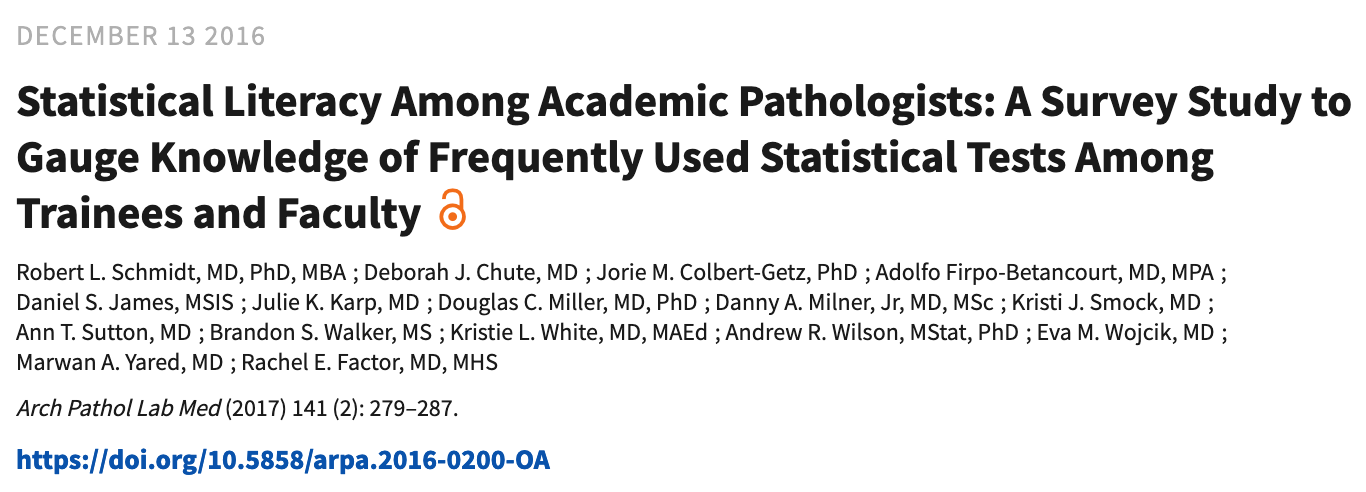 DECEMBER 13 2016
Statistical Literacy Among Academic Pathologists: A Survey Study to
Gauge Knowledge of Frequently Used Statistical Tests Among
Trainees and Faculty
Robert L. Schmidt, MD, PhD, MBA ; Deborah J. Chute, MD ; Jorie M. Colbert-Getz, PhD ; Adolfo Firpo-Betancourt, MD, MPA ;
Daniel S. James, MSIS ; Julie K. Karp, MD ; Douglas C. Miller, MD, PhD ; Danny A. Milner, Jr, MD, MSc ; Kristi J. Smock, MD ;
Ann T. Sutton, MD ; Brandon S. Walker, MS ; Kristie L. White, MD, MAEd ; Andrew R. Wilson, MStat, PhD ; Eva M. Wojcik, MD ;
Marwan A. Yared, MD ; Rachel E. Factor, MD, MHS
Arch Pathol Lab Med (2017) 141 (2): 279–287.
https://doi.org/10.5858/arpa.2016-0200-OA